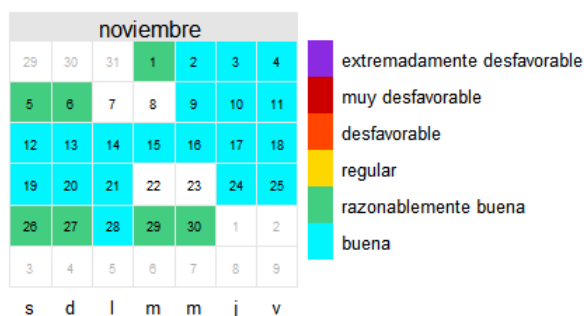 noviembre
29 30 31 1 2 3 4
5 6 7 8 9 10 11
12 13 14 15 16 17 18
19 20 21 22 23 24 25
26 27 28 29 30 1 2
3 4 5 6 7 8 9
s d l m m j v
extremadamente desfavorable
muy desfavorable
desfavorable
regular
razonablemente buena
buena